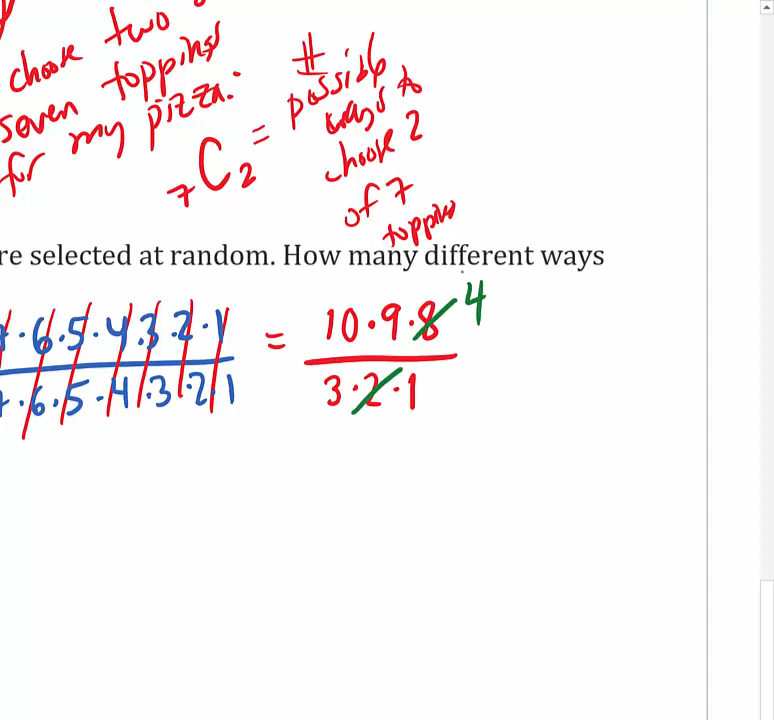 choose two
seven toppings
for my pizza.
₇C₂ = # possible
ways to
choose 2
of 7
re selected at random. How many different ways
· 6 · 5 · 4 · 3 · 2 · 1 = 10 · 9 · 8 4
· 6 · 5 · 4 · 3 · 2 · 1 3 · 2 · 1